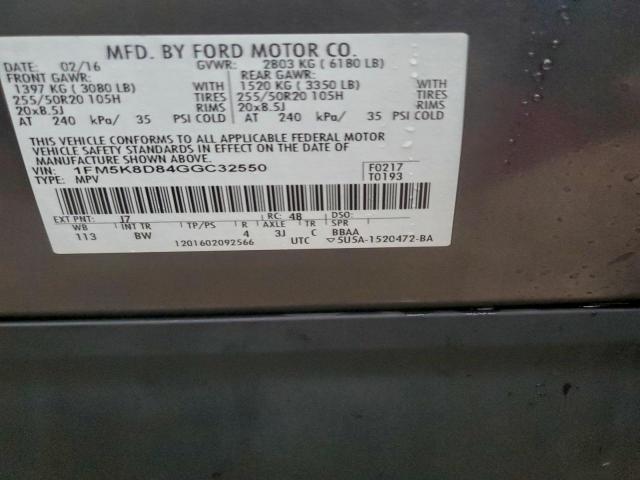 MFD. BY FORD MOTOR CO.
DATE: 02/16 GVWR: 2803 KG ( 6180 LB)
FRONT GAWR: REAR GAWR:
1397 KG ( 3080 LB) WITH 1520 KG ( 3350 LB) WITH
255/50R20 105H TIRES 255/50R20 105H TIRES
20x8.5J RIMS 20x8.5J RIMS
AT 240 kPa/ 35 PSI COLD AT 240 kPa/ 35 PSI COLD
THIS VEHICLE CONFORMS TO ALL APPLICABLE FEDERAL MOTOR
VEHICLE SAFETY STANDARDS IN EFFECT ON THE DATE OF
MANUFACTURE SHOWN ABOVE.
VIN: 1FM5K8D84GGC32550 F0217
TYPE: MPV T0193
EXT PNT: J7 RC: 48 DSO:
WB INT TR TP/PS R AXLE TR SPR
113 BW 4 3J C BBAA
1201602092566 UTC ▽5U5A-1520472-BA